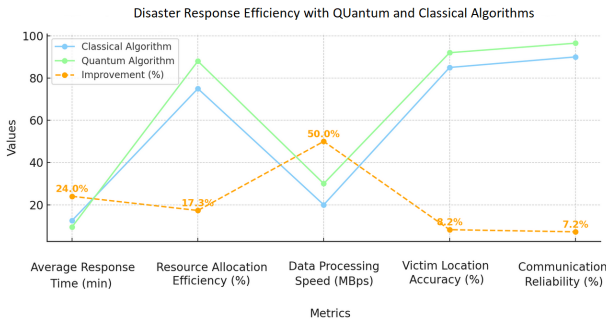 Disaster Response Efficiency with QUantum and Classical Algorithms
Classical Algorithm
Quantum Algorithm
Improvement (%)
Values
100
80
60
40
20
24.0%
17.3%
50.0%
8.2%
7.2%
Average Response
Time (min)
Resource Allocation
Efficiency (%)
Data Processing
Speed (MBps)
Victim Location
Accuracy (%)
Communication
Reliability (%)
Metrics